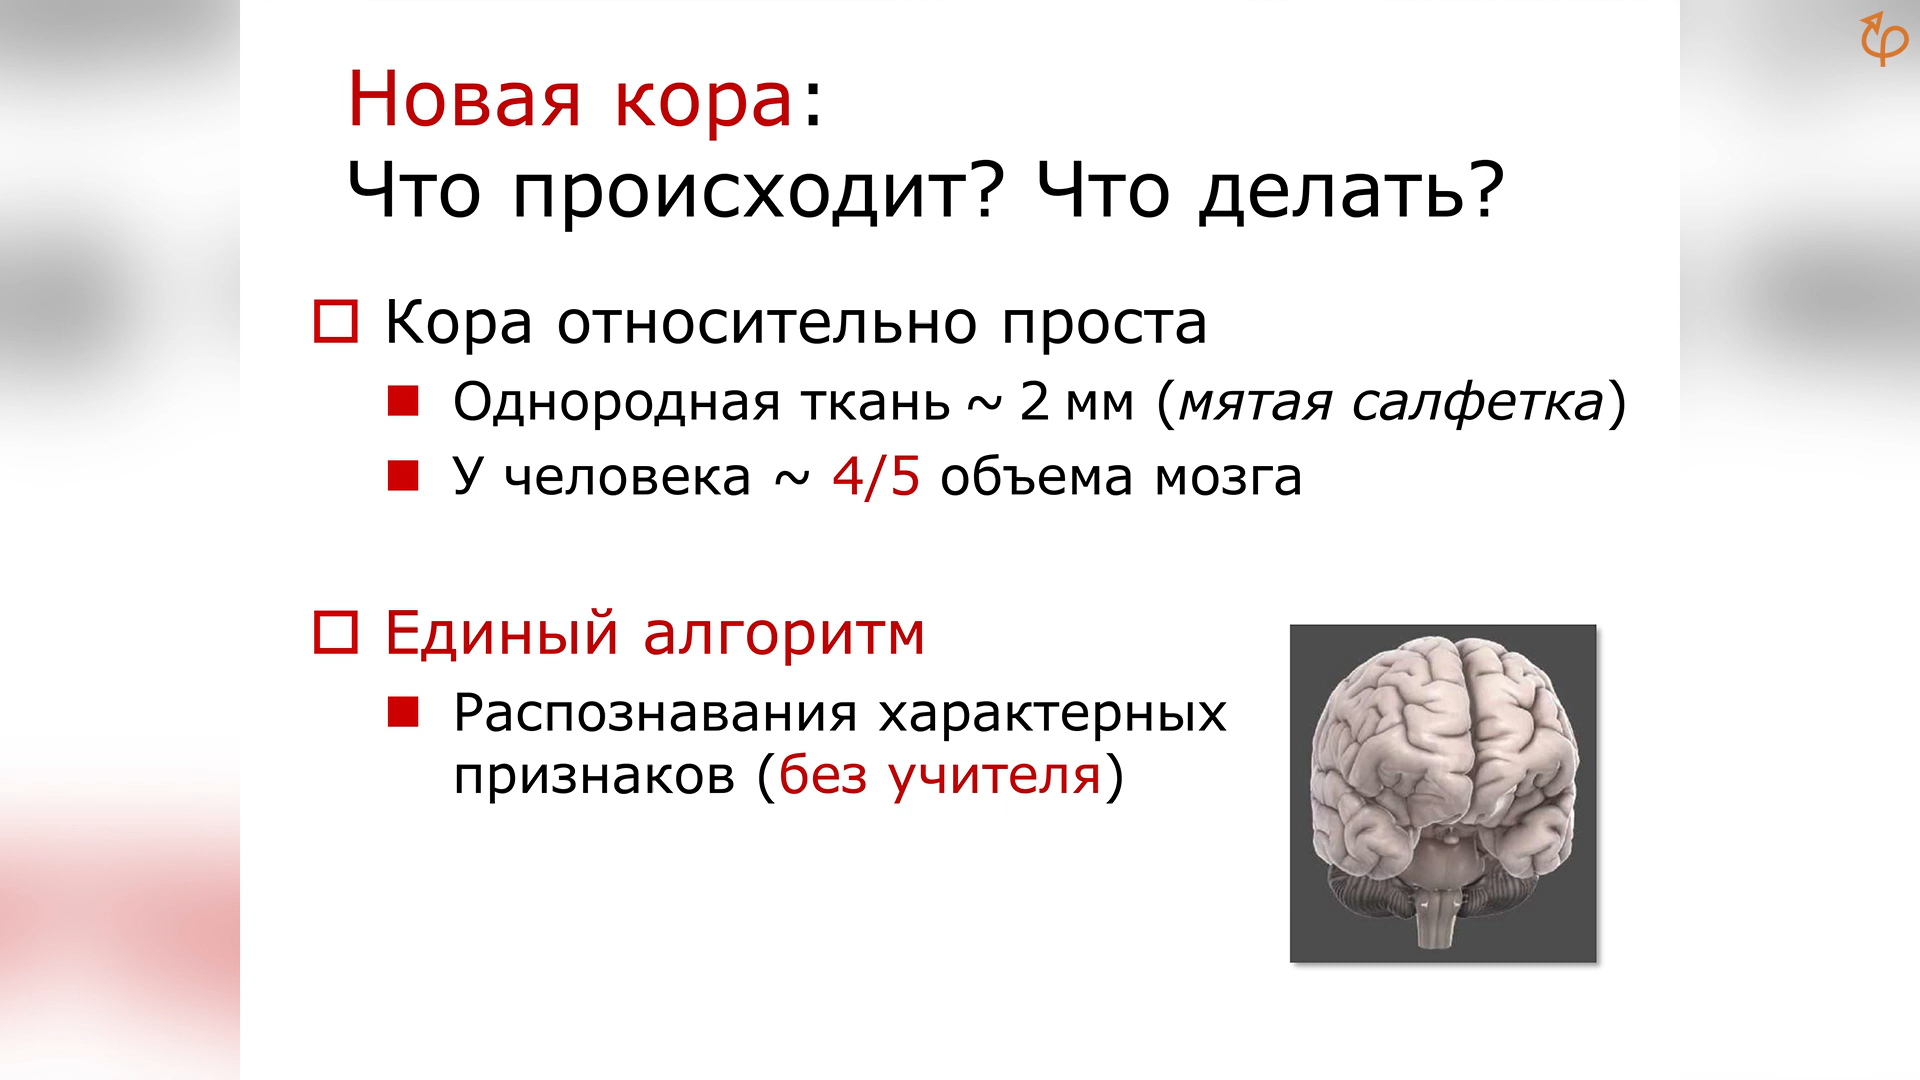 Новая кора:
Что происходит? Что делать?
Кора относительно проста
Однородная ткань ~ 2 мм (мятая салфетка)
У человека ~ 4/5 объема мозга
Единый алгоритм
Распознавания характерных
признаков (без учителя)